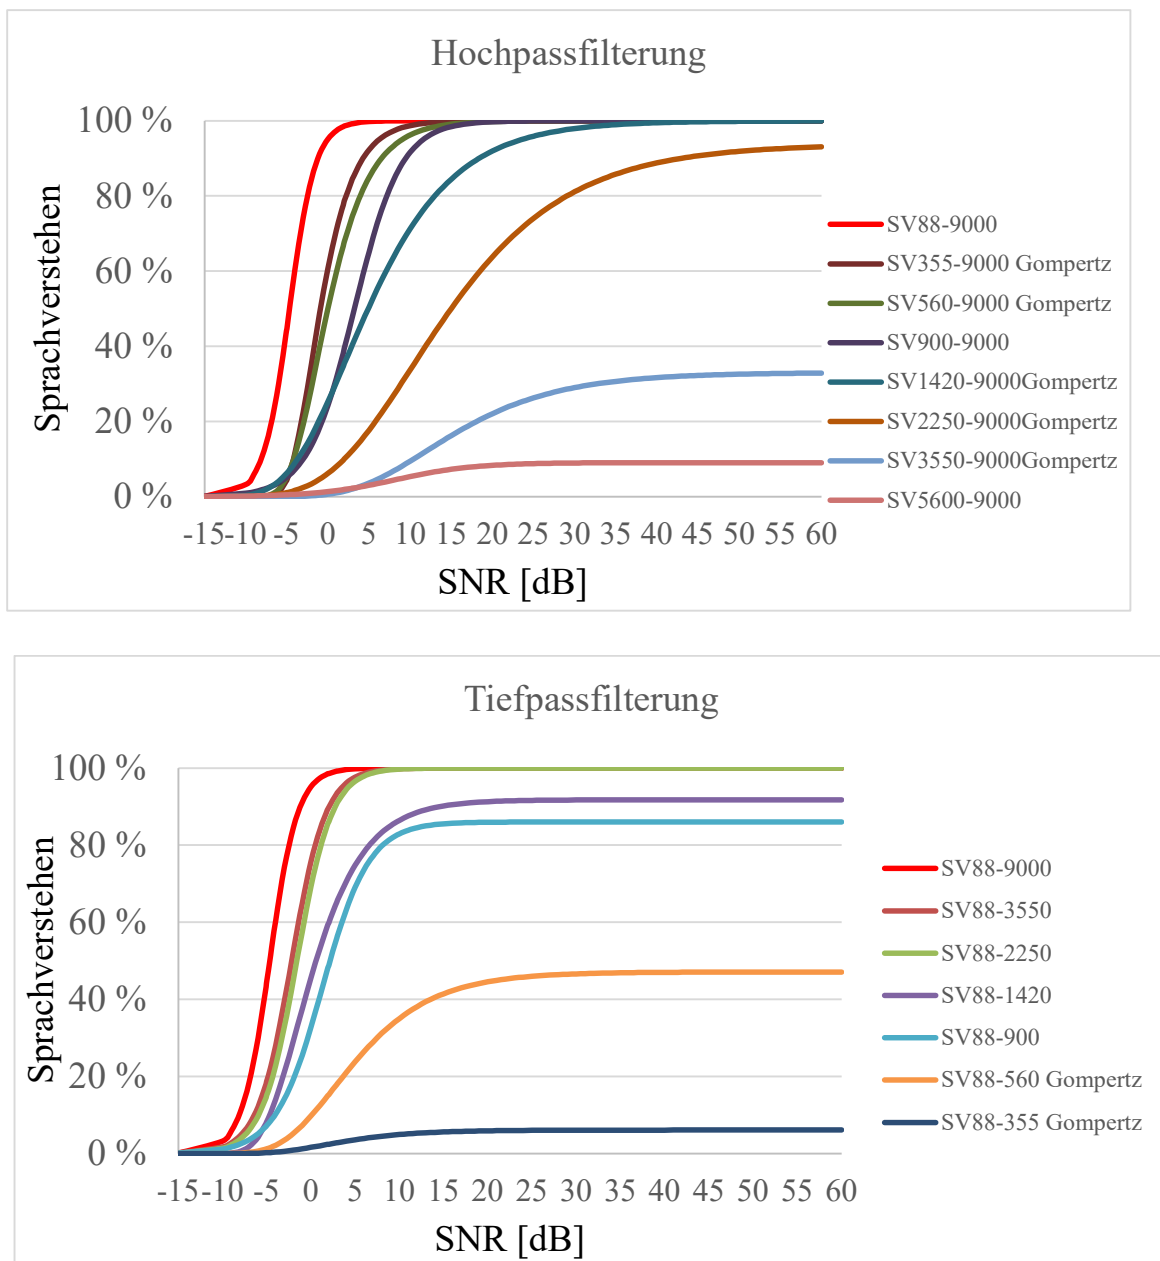 Hochpassfilterung
100 %
80 %
60 %
40 %
20 %
0 %
Sprachverstehen
-15-10 -5 0 5 10 15 20 25 30 35 40 45 50 55 60
SNR [dB]
SV88-9000
SV355-9000 Gompertz
SV560-9000 Gompertz
SV900-9000
SV1420-9000Gompertz
SV2250-9000Gompertz
SV3550-9000Gompertz
SV5600-9000
Tiefpassfilterung
100 %
80 %
60 %
40 %
20 %
0 %
Sprachverstehen
-15-10 -5 0 5 10 15 20 25 30 35 40 45 50 55 60
SNR [dB]
SV88-9000
SV88-3550
SV88-2250
SV88-1420
SV88-900
SV88-560 Gompertz
SV88-355 Gompertz